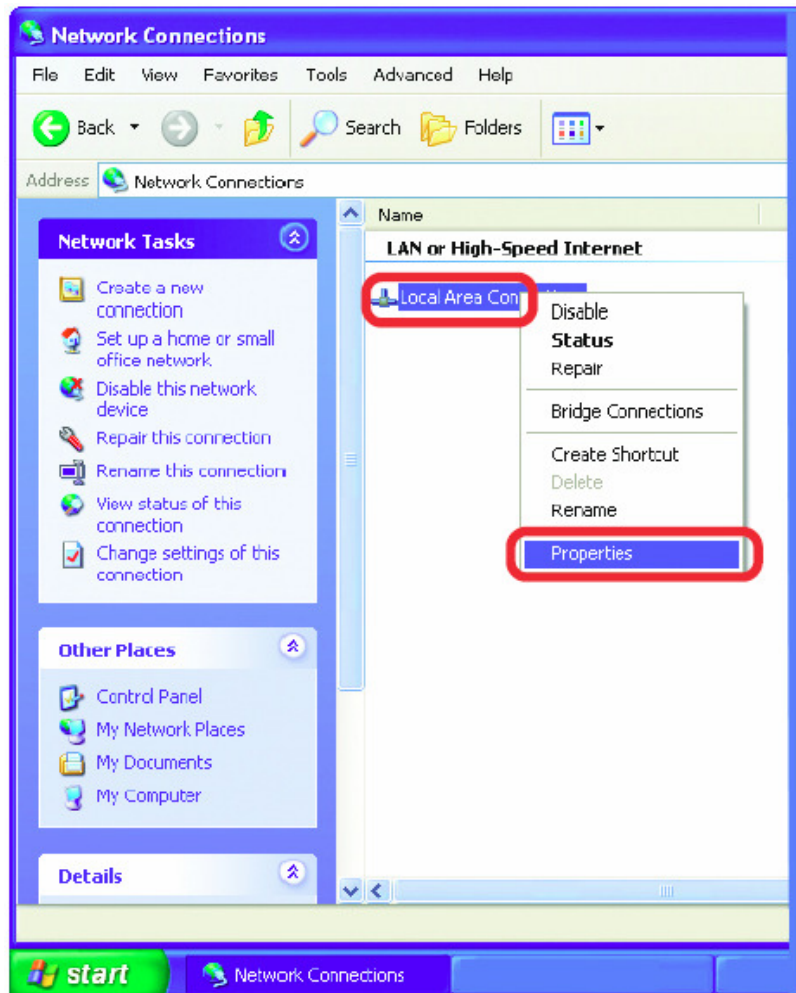 Network Connections
File Edit View Favorites Tools Advanced Help
Back Search Folders
Address Network Connections
Network Tasks
Create a new
connection
Set up a home or small
office network
Disable this network
device
Repair this connection
Rename this connection
View status of this
connection
Change settings of this
connection
Other Places
Control Panel
My Network Places
My Documents
My Computer
Details
Name
LAN or High-Speed Internet
Local Area Con
Disable
Status
Repair
Bridge Connections
Create Shortcut
Delete
Rename
Properties
start Network Connections